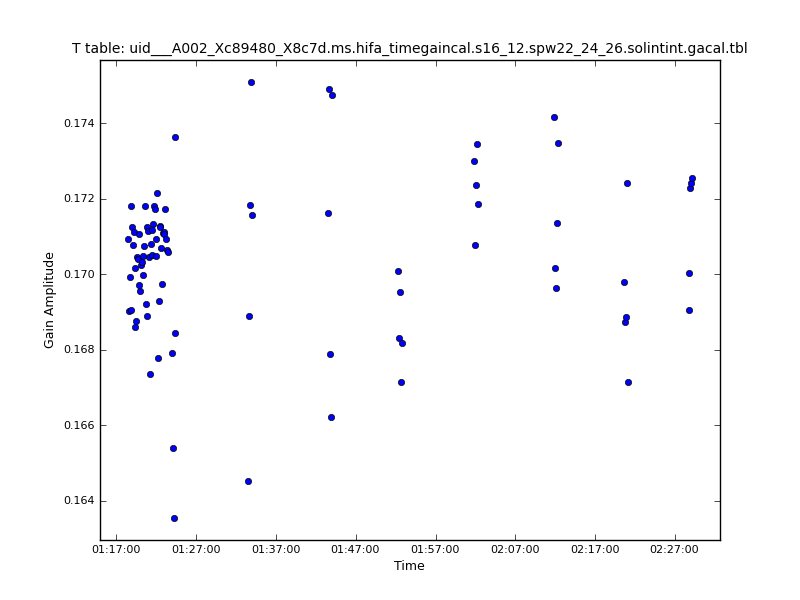 T table: uid___A002_Xc89480_X8c7d.ms.hifa_timegaincal.s16_12.spw22_24_26.solintint.gacal.tbl
0.174
0.172
0.170
0.168
0.166
0.164
Gain Amplitude
01:17:00 01:27:00 01:37:00 01:47:00 01:57:00 02:07:00 02:17:00 02:27:00
Time